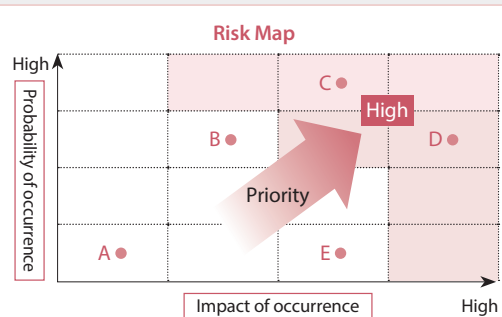 Risk Map
High
Probability of occurrence
C
High
B
D
Priority
A
E
Impact of occurrence
High